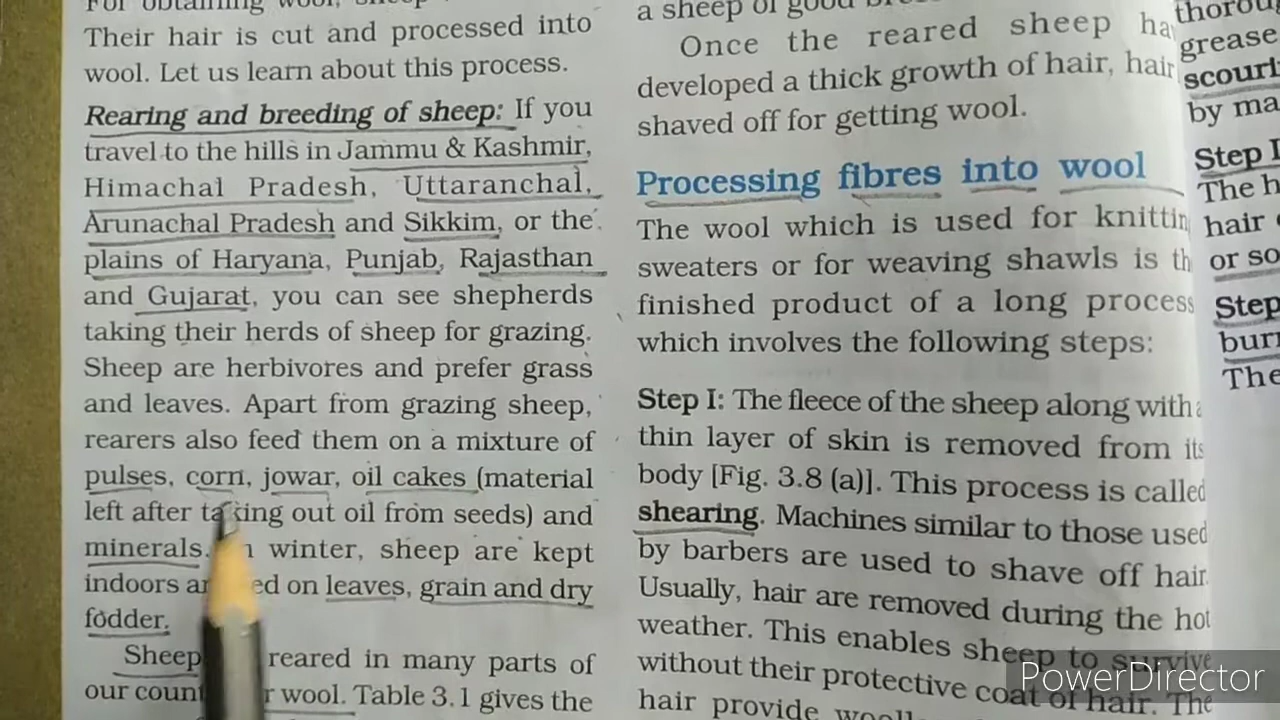 For obtaining wool, sheep
Their hair is cut and processed into
wool. Let us learn about this process.
Rearing and breeding of sheep: If you
travel to the hills in Jammu & Kashmir,
Himachal Pradesh, Uttaranchal,
Arunachal Pradesh and Sikkim, or the
plains of Haryana, Punjab, Rajasthan
and Gujarat, you can see shepherds
taking their herds of sheep for grazing.
Sheep are herbivores and prefer grass
and leaves. Apart from grazing sheep,
rearers also feed them on a mixture of
pulses, corn, jowar, oil cakes (material
left after taking out oil from seeds) and
minerals. winter, sheep are kept
indoors on leaves, grain and dry
fodder.
Sheep reared in many parts of
our wool. Table 3.1 gives the
a sheep of good
Once the reared sheep ha
developed a thick growth of hair, hair
shaved off for getting wool.
Processing fibres into wool
The wool which is used for knittin
sweaters or for weaving shawls is th
finished product of a long process
which involves the following steps:
Step I: The fleece of the sheep along with a
thin layer of skin is removed from its
body [Fig. 3.8 (a)]. This process is called
shearing. Machines similar to those used
by barbers are used to shave off hair.
Usually, hair are removed during the hot
weather. This enables sheep to survive
without their protective coat of hair. The
hair provide
thorou
grease
scouri
by ma
Step I
The h
hair
or so
Step
burr
The
PowerDirector